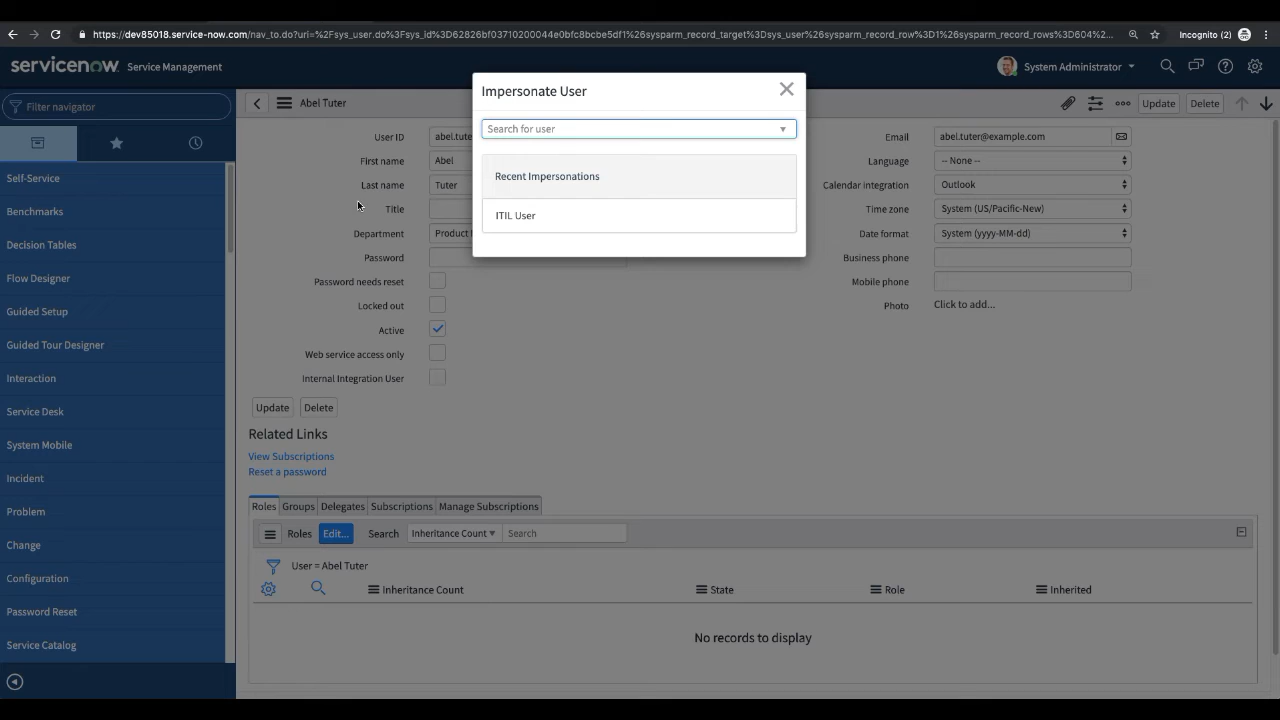 https://dev85018.service-now.com/nav_to.do?uri=%2Fsys_user.do%3Fsys_id%3D62826bf03710200044e0bfc8bcbe5df1%26sysparm_record_target%3Dsys_user%26sysparm_record_row%3D1%26sysparm_record_rows%3D604%2...
Incognito (2)
servicenow Service Management
System Administrator
Filter navigator
Self-Service
Benchmarks
Decision Tables
Flow Designer
Guided Setup
Guided Tour Designer
Interaction
Service Desk
System Mobile
Incident
Problem
Change
Configuration
Password Reset
Service Catalog
Abel Tuter
Update
Delete
Impersonate User
Search for user
Recent Impersonations
ITIL User
User ID abel.tute
First name Abel
Last name Tuter
Title
Department Product
Password
Password needs reset
Locked out
Active
Web service access only
Internal Integration User
Email abel.tuter@example.com
Language -- None --
Calendar integration Outlook
Time zone System (US/Pacific-New)
Date format System (yyyy-MM-dd)
Business phone
Mobile phone
Photo Click to add...
Update Delete
Related Links
View Subscriptions
Reset a password
Roles Groups Delegates Subscriptions Manage Subscriptions
Roles Edit... Search Inheritance Count Search
User = Abel Tuter
Inheritance Count State Role Inherited
No records to display